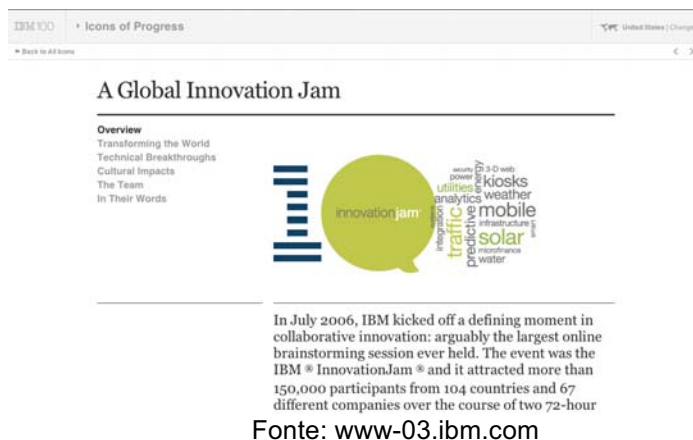 IBM 100 Icons of Progress United States | Change
Back to All Icons
A Global Innovation Jam
Overview
Transforming the World
Technical Breakthroughs
Cultural Impacts
The Team
In Their Words
innovationjam
security
power
energy
3-D web
kiosks
utilities
weather
analytics
mobile
integration
traffic
predictive
infrastructure
solar
microfinance
water
In July 2006, IBM kicked off a defining moment in
collaborative innovation: arguably the largest online
brainstorming session ever held. The event was the
IBM ® InnovationJam ® and it attracted more than
150,000 participants from 104 countries and 67
different companies over the course of two 72-hour
Fonte: www-03.ibm.com